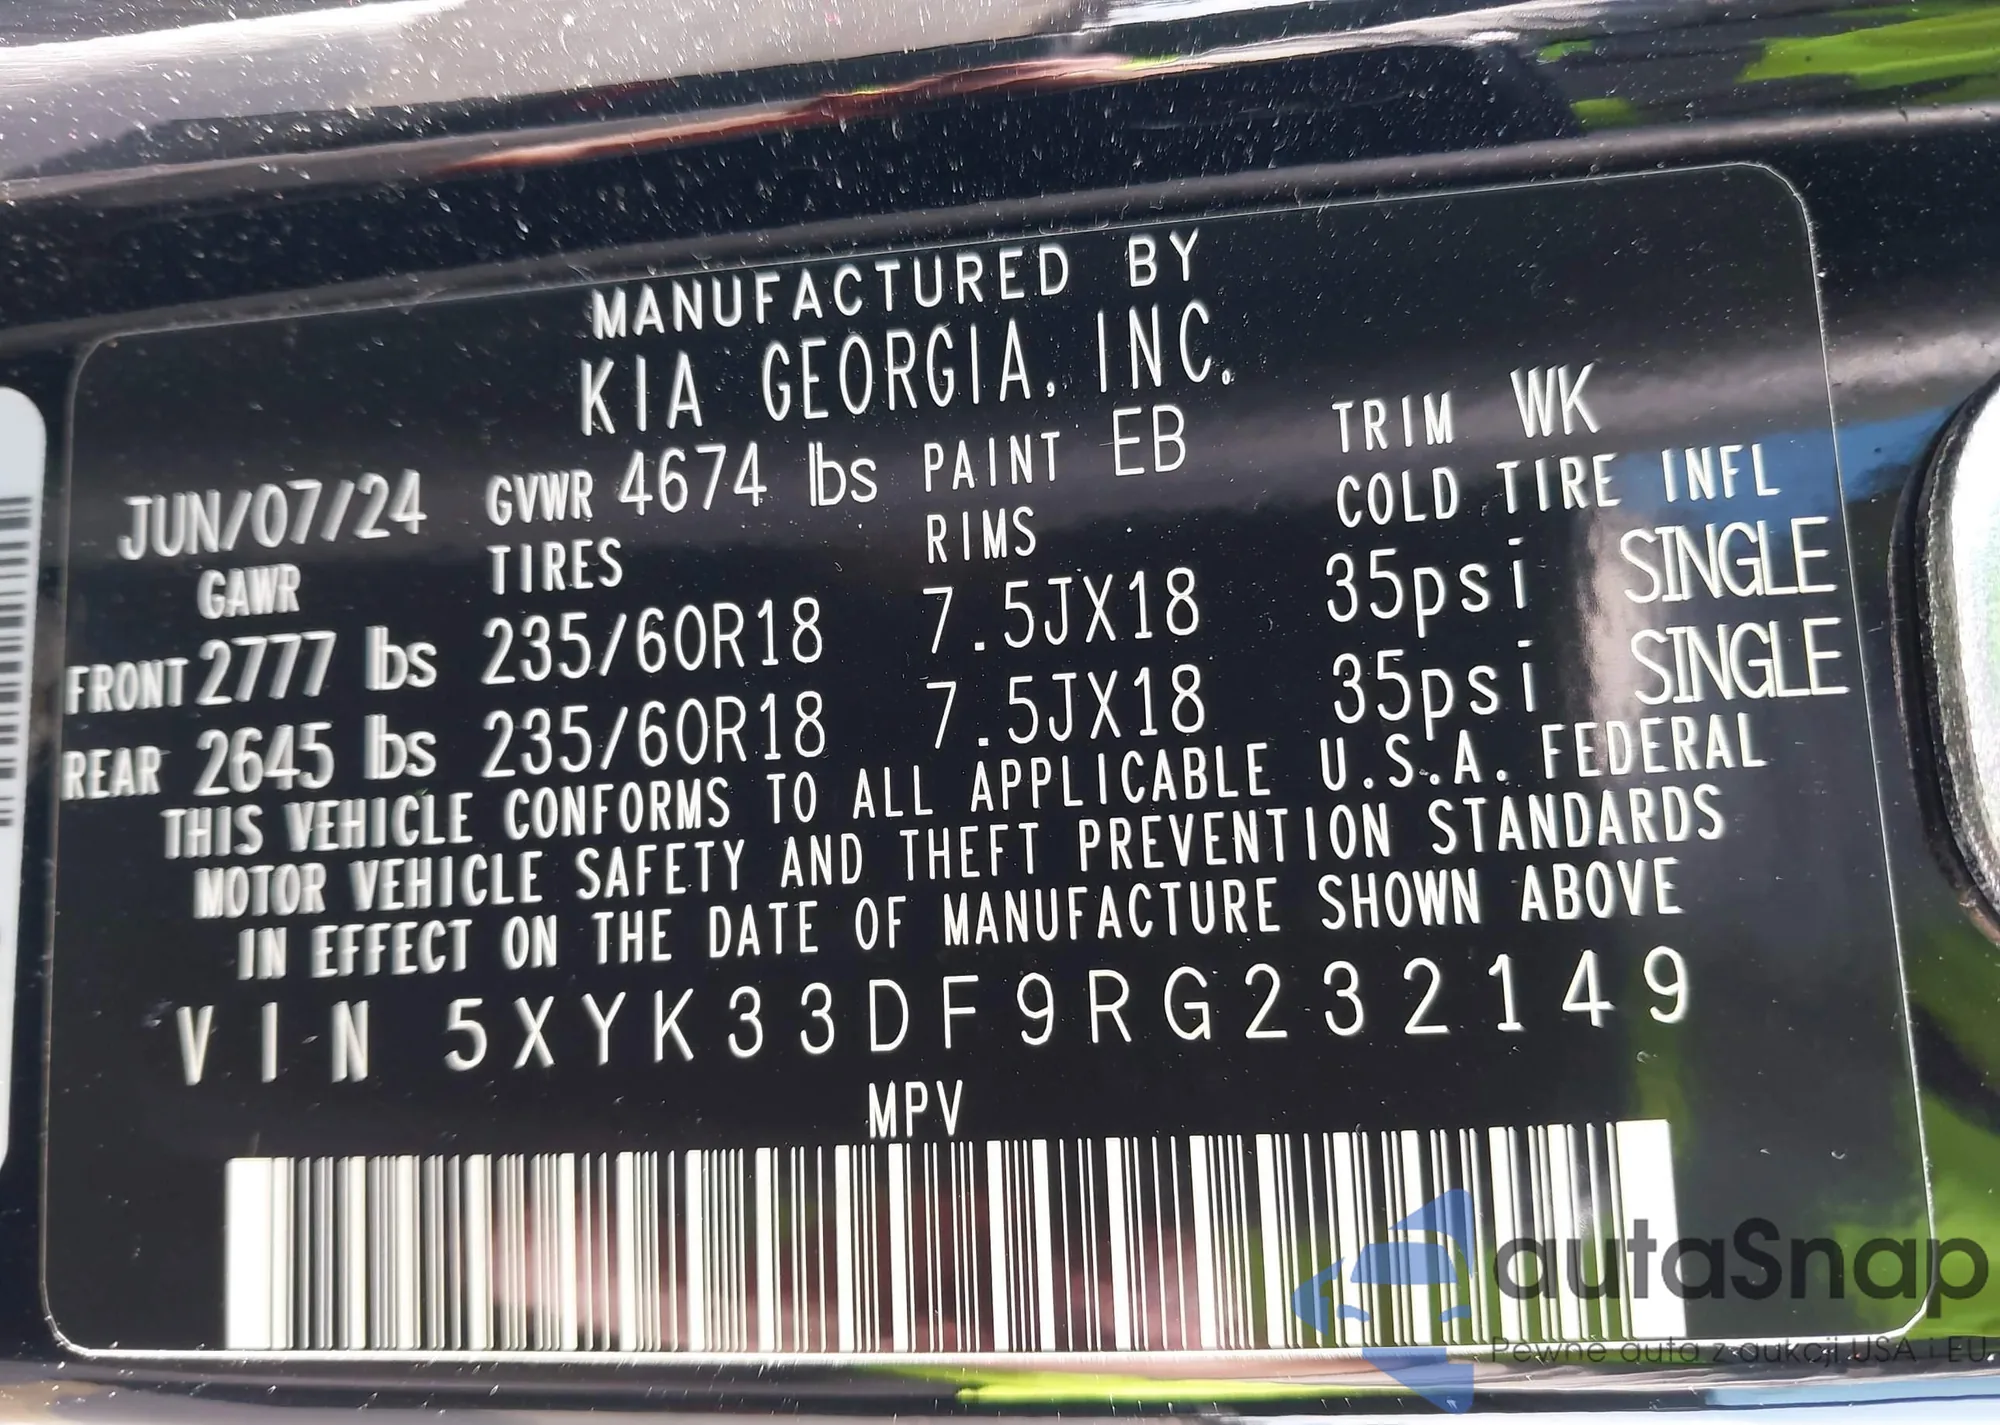 MANUFACTURED BY
KIA GEORGIA, INC.
JUN/07/24 GVWR 4674 lbs PAINT EB TRIM WK
GAWR TIRES RIMS COLD TIRE INFL
FRONT 2777 lbs 235/60R18 7.5JX18 35psi SINGLE
REAR 2645 lbs 235/60R18 7.5JX18 35psi SINGLE
THIS VEHICLE CONFORMS TO ALL APPLICABLE U.S.A. FEDERAL
MOTOR VEHICLE SAFETY AND THEFT PREVENTION STANDARDS
IN EFFECT ON THE DATE OF MANUFACTURE SHOWN ABOVE
VIN 5XYK33DF9RG232149
MPV
autaSnap
Pewne auta z aukcji USA i EU